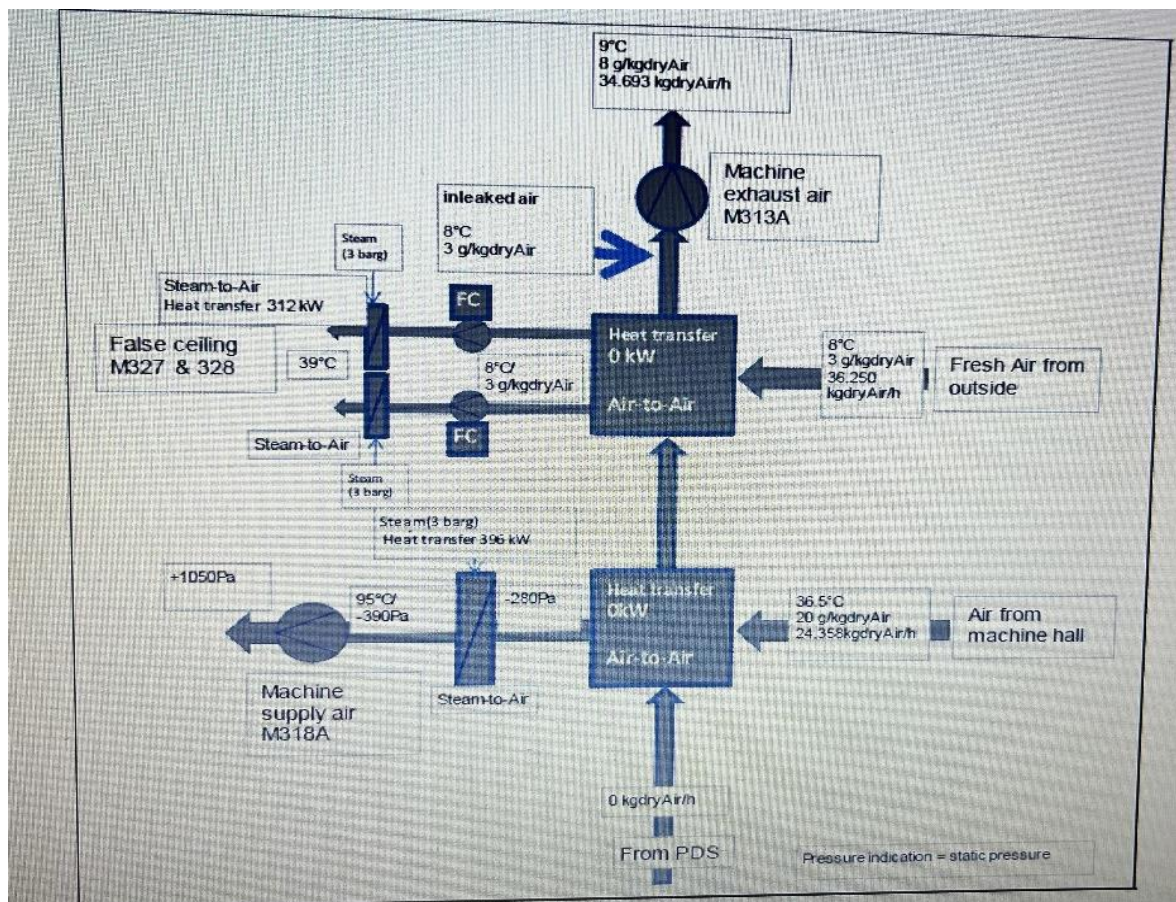 9°C
8 g/kgdryAir
34.693 kgdryAir/h
Machine
exhaust air
M313A
inleaked air
8°C
3 g/kgdryAir
Steam
(3 barg)
Steam-to-Air
Heat transfer 312 kW
FC
Heat transfer
0 kW
Air-to-Air
False ceiling
M327 & 328
39°C
8°C/
3 g/kgdryAir
8°C
3 g/kgdryAir
36.250
kgdryAir/h
Fresh Air from
outside
Steam-to-Air
FC
Steam
(3 barg)
Steam(3 barg)
Heat transfer 396 kW
+1050Pa
95°C/
-390Pa
-280Pa
Heat transfer
0kW
Air-to-Air
36.5°C
20 g/kgdryAir
24.358kgdryAir/h
Air from
machine hall
Machine
supply air
M318A
Steam-to-Air
0 kgdryAir/h
From PDS
Pressure indication = static pressure